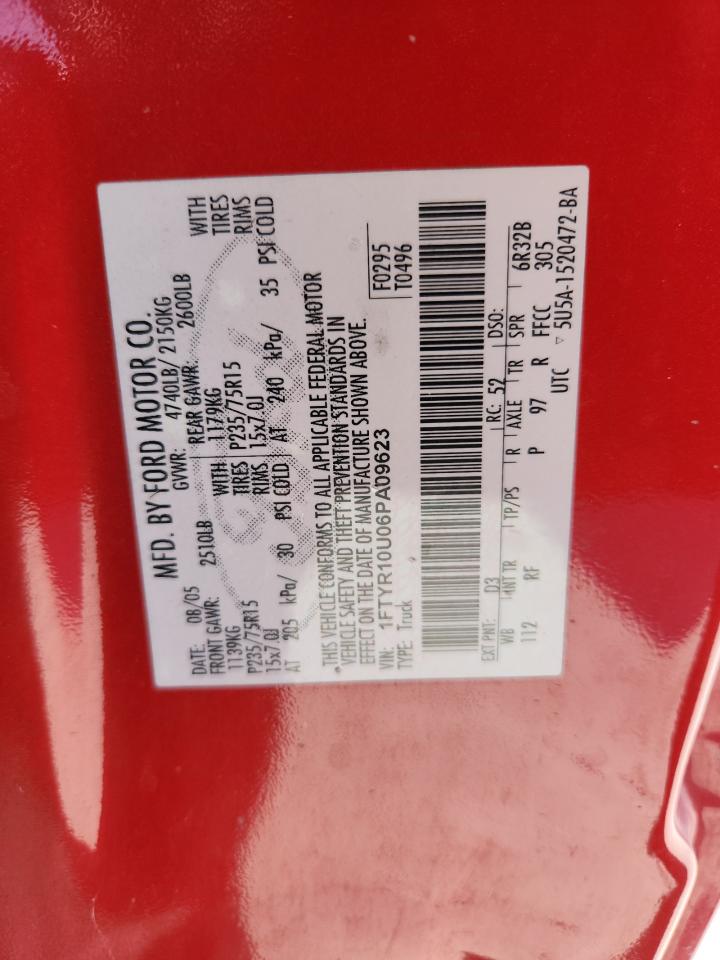 MFD. BY FORD MOTOR CO.
DATE: 08/05 GVWR: 4740LB/ 2150KG
FRONT GAWR: 2510LB REAR GAWR: 2600LB
1139KG WITH 1179KG WITH
P235/75R15 TIRES P235/75R15 TIRES
15x7.0J RIMS 15x7.0J RIMS
AT 205 kPa/ 30 PSI COLD AT 240 kPa/ 35 PSI COLD
THIS VEHICLE CONFORMS TO ALL APPLICABLE FEDERAL MOTOR
VEHICLE SAFETY AND THEFT PREVENTION STANDARDS IN
EFFECT ON THE DATE OF MANUFACTURE SHOWN ABOVE.
VIN: 1FTYR10U06PA09623 F0295
TYPE: Truck T0496
EXT PNT: D3 RC: 52 DSO:
WB INT TR TP/PS R AXLE TR SPR 6R32B
112 RF P 97 R FFCC 305
UTC ▽ 5U5A-1520472-BA